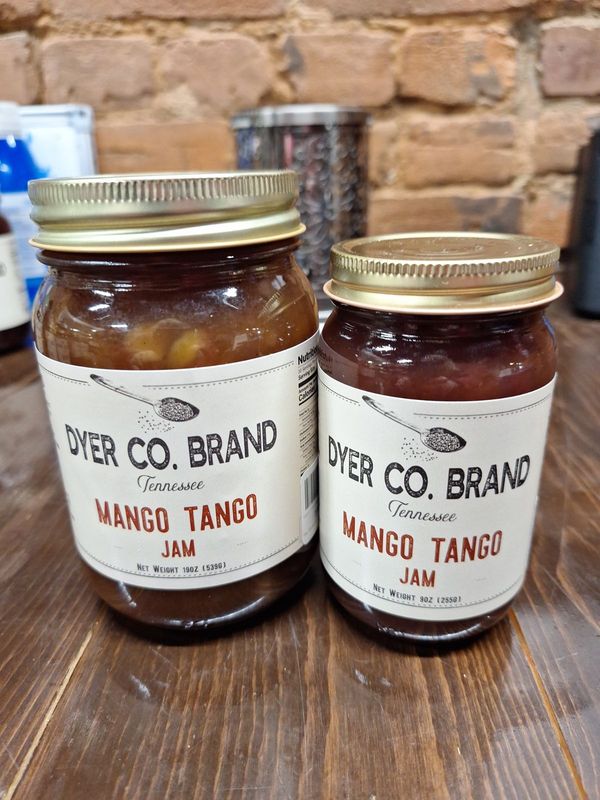 DYER CO. BRAND
Tennessee
MANGO TANGO
JAM
NET WEIGHT 19OZ (539G)
DYER CO. BRAND
Tennessee
MANGO TANGO
JAM
NET WEIGHT 9OZ (255G)